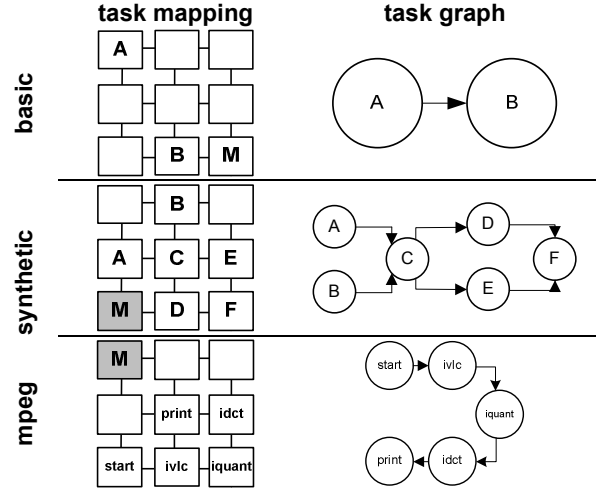 task mapping task graph
basic
A
B M
A B
synthetic
B
A C E
M D F
A D
C F
B E
mpeg
M
print idct
start ivlc iquant
start ivlc
iquant
print idct